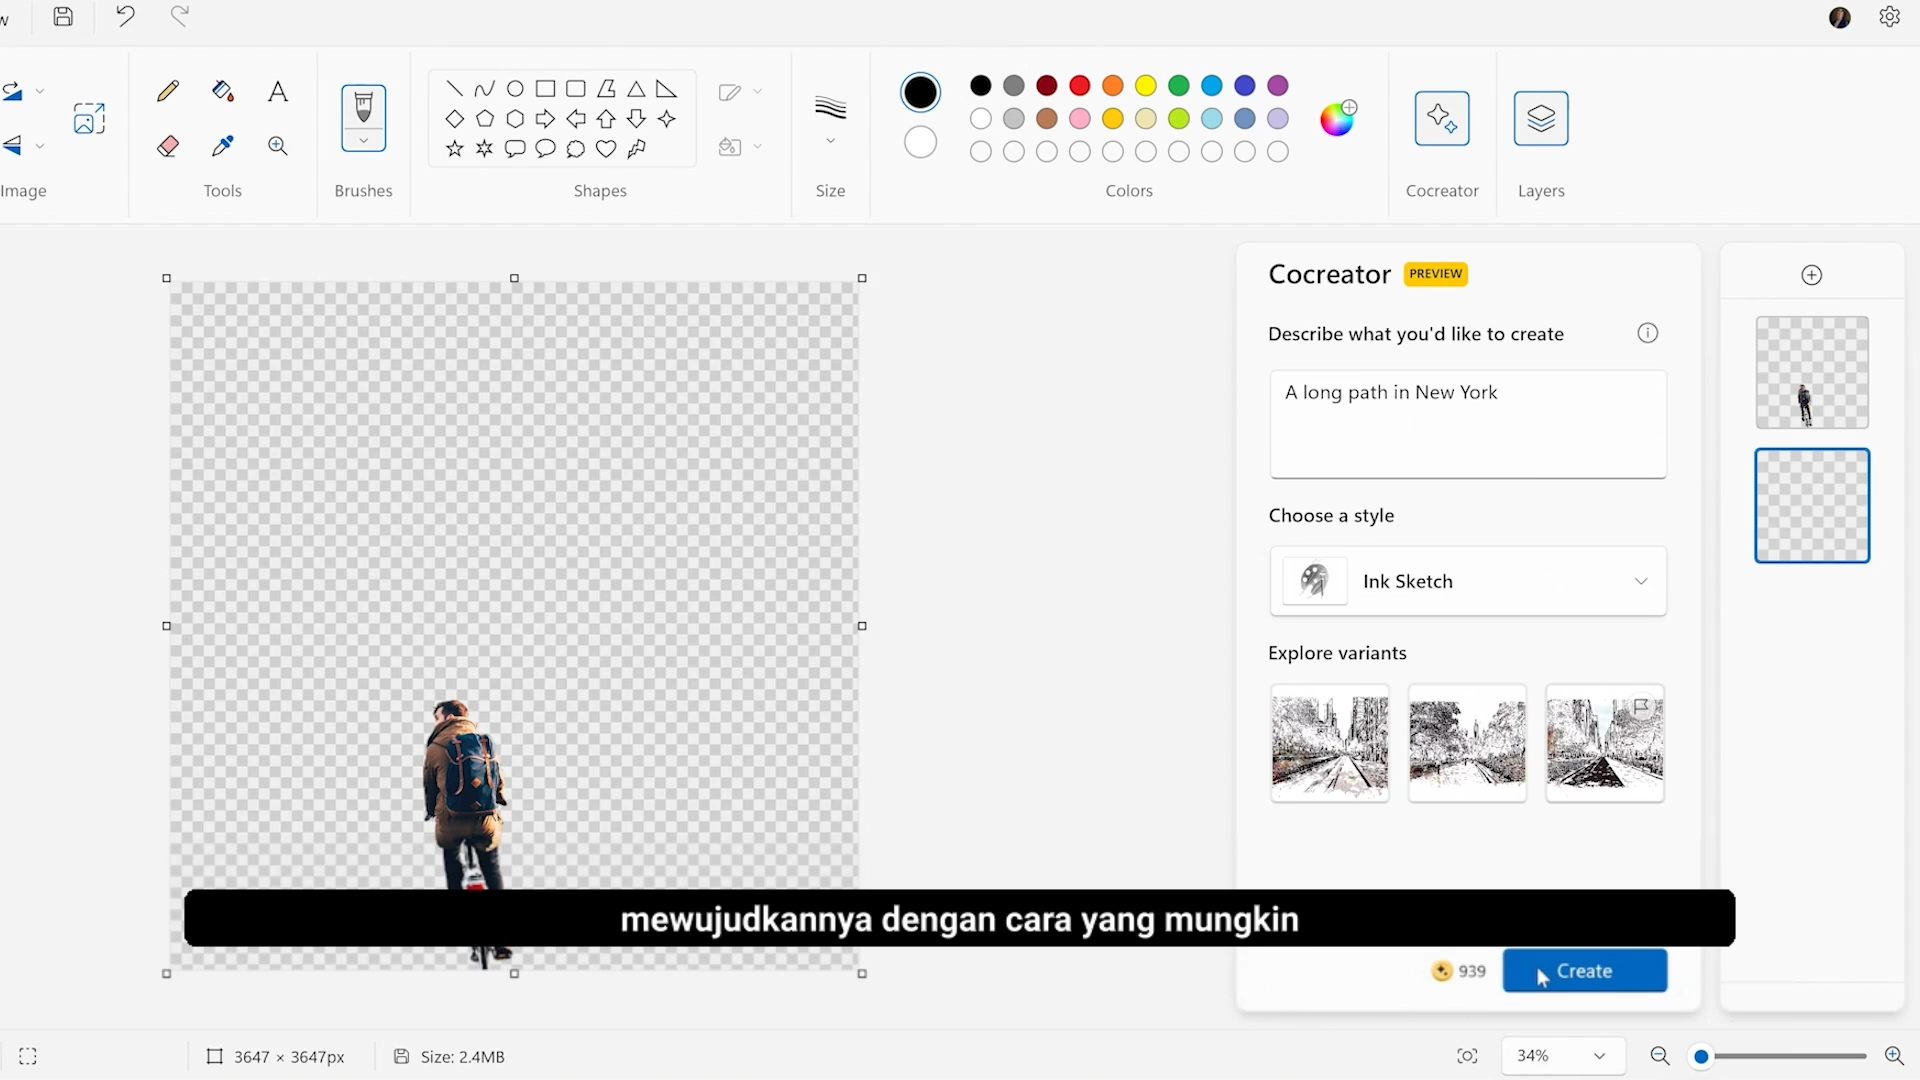 Image
Tools
Brushes
Shapes
Size
Colors
Cocreator
Layers
Cocreator PREVIEW
Describe what you'd like to create
A long path in New York
Choose a style
Ink Sketch
Explore variants
mewujudkannya dengan cara yang mungkin
939 Create
3647 × 3647px Size: 2.4MB 34%